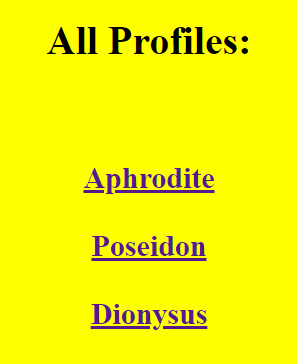 All Profiles:
Aphrodite
Poseidon
Dionysus